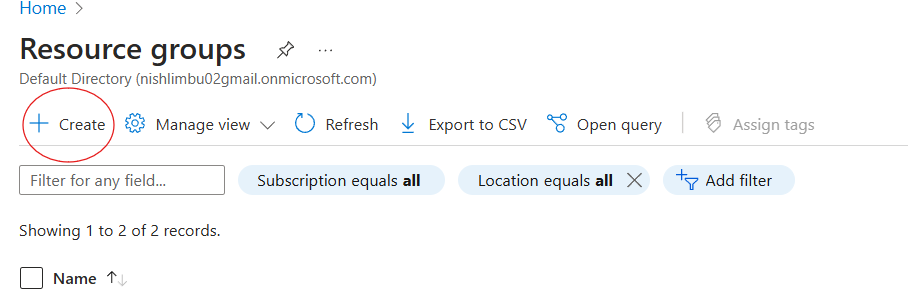 Home >
Resource groups ...
Default Directory (nishlimbu02gmail.onmicrosoft.com)
+ Create Manage view Refresh Export to CSV Open query Assign tags
Filter for any field... Subscription equals all Location equals all Add filter
Showing 1 to 2 of 2 records.
Name